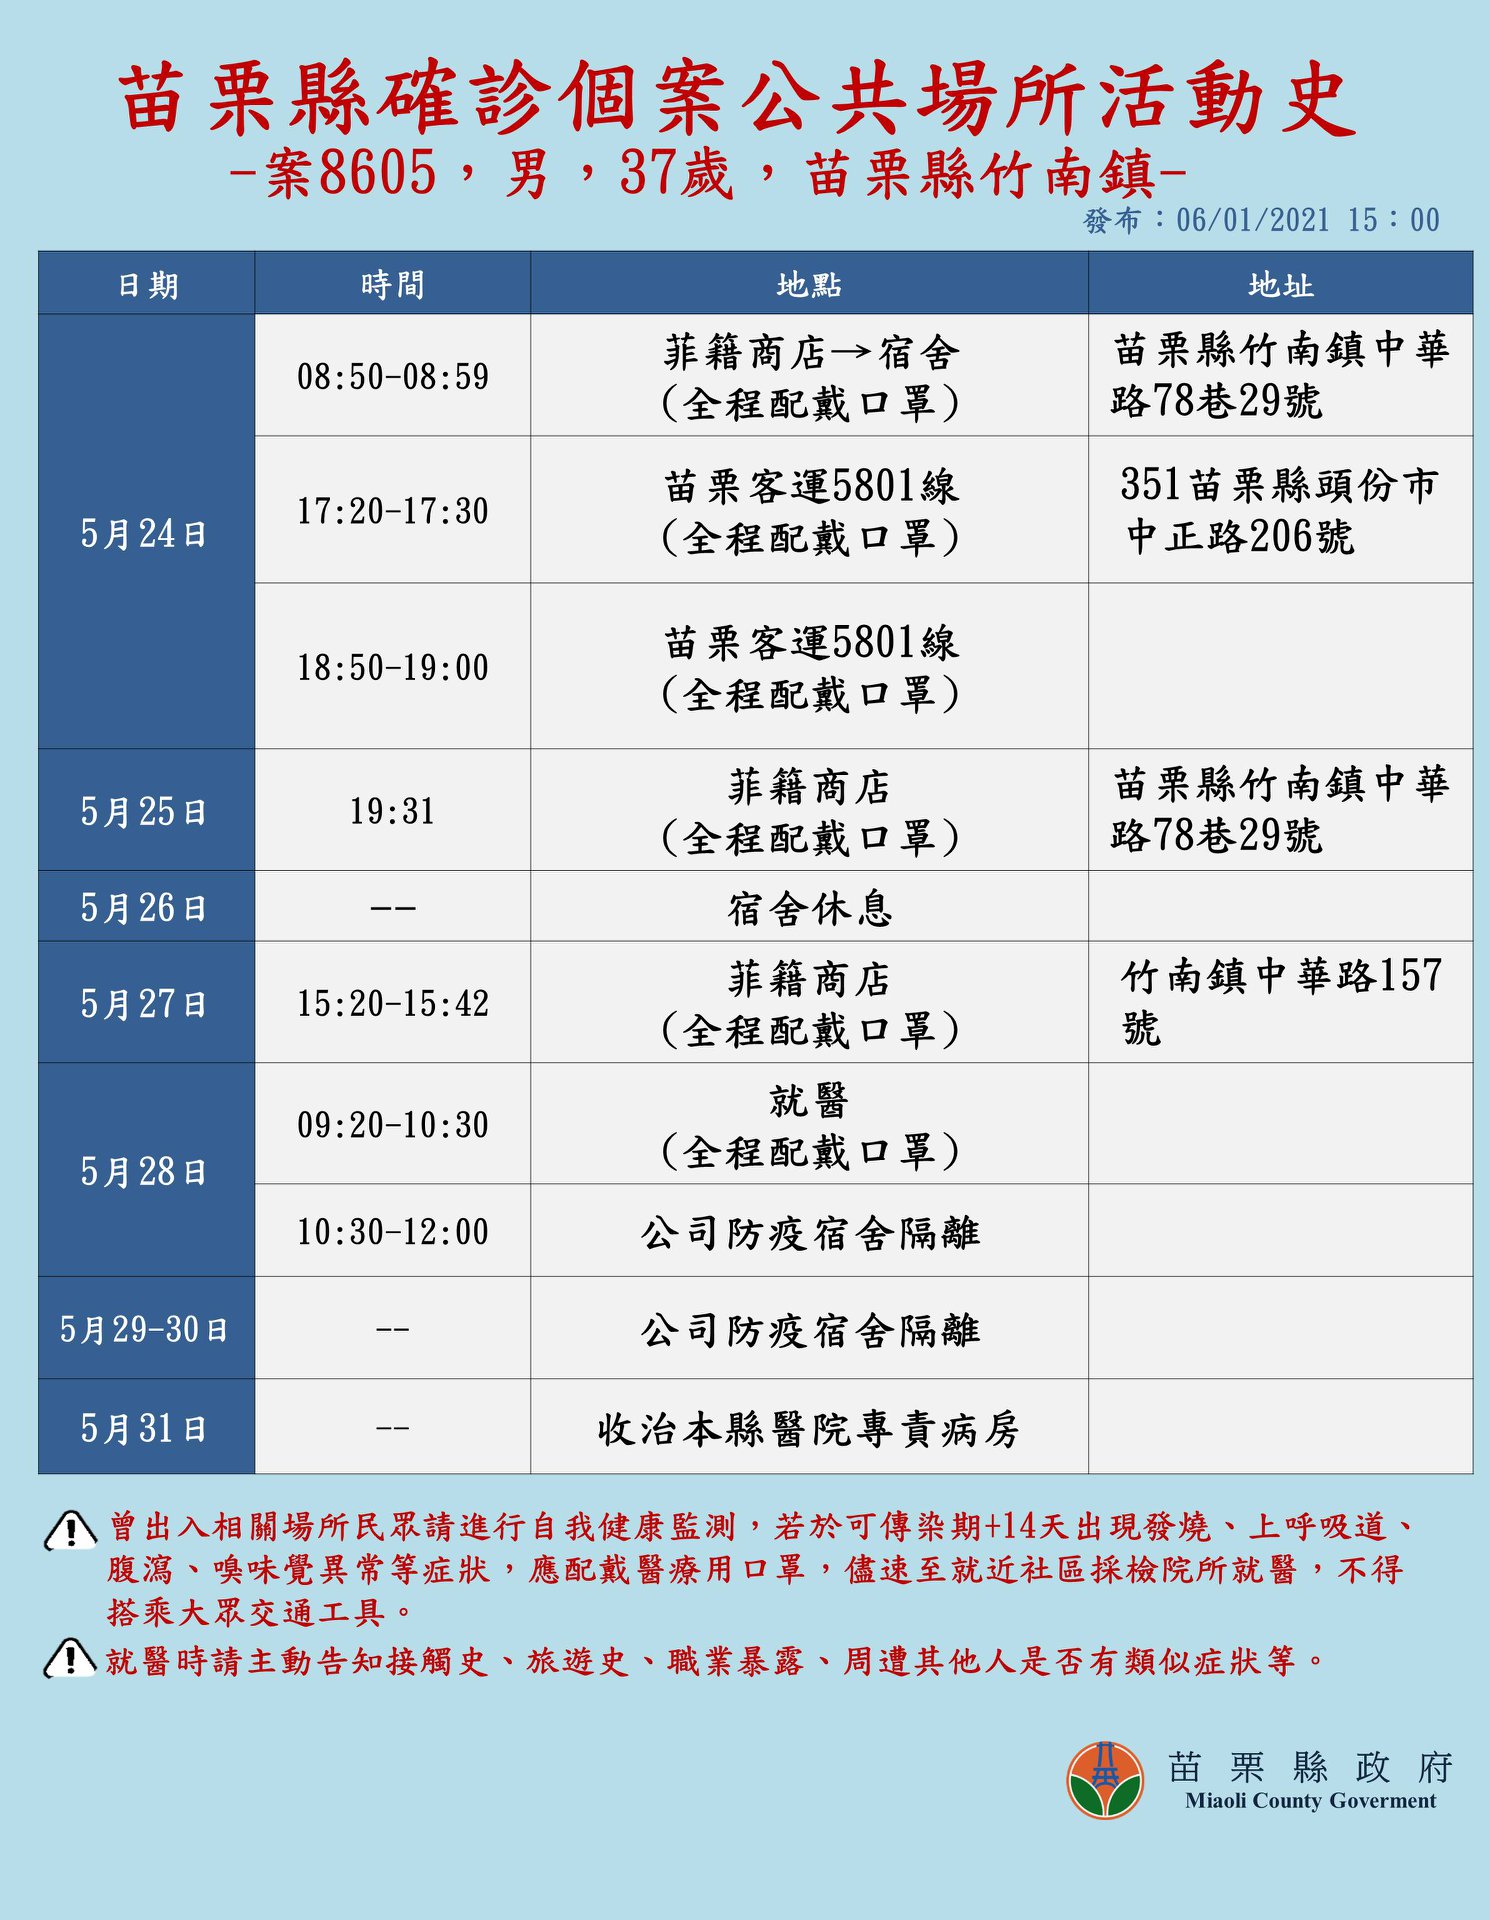 苗栗縣確診個案公共場所活動史
-案8605，男，37歲，苗栗縣竹南鎮-
發布：06/01/2021 15：00
日期 時間 地點 地址
5月24日
08:50-08:59
菲籍商店→宿舍
(全程配戴口罩)
苗栗縣竹南鎮中華
路78巷29號
17:20-17:30
苗栗客運5801線
(全程配戴口罩)
351苗栗縣頭份市
中正路206號
18:50-19:00
苗栗客運5801線
(全程配戴口罩)
5月25日
19:31
菲籍商店
(全程配戴口罩)
苗栗縣竹南鎮中華
路78巷29號
5月26日
--
宿舍休息
5月27日
15:20-15:42
菲籍商店
(全程配戴口罩)
竹南鎮中華路157
號
5月28日
09:20-10:30
就醫
(全程配戴口罩)
10:30-12:00
公司防疫宿舍隔離
5月29-30日
--
公司防疫宿舍隔離
5月31日
--
收治本縣醫院專責病房
曾出入相關場所民眾請進行自我健康監測，若於可傳染期+14天出現發燒、上呼吸道、
腹瀉、嗅味覺異常等症狀，應配戴醫療用口罩，儘速至就近社區採檢院所就醫，不得
搭乘大眾交通工具。
就醫時請主動告知接觸史、旅遊史、職業暴露、周遭其他人是否有類似症狀等。
苗栗縣政府
Miaoli County Goverment